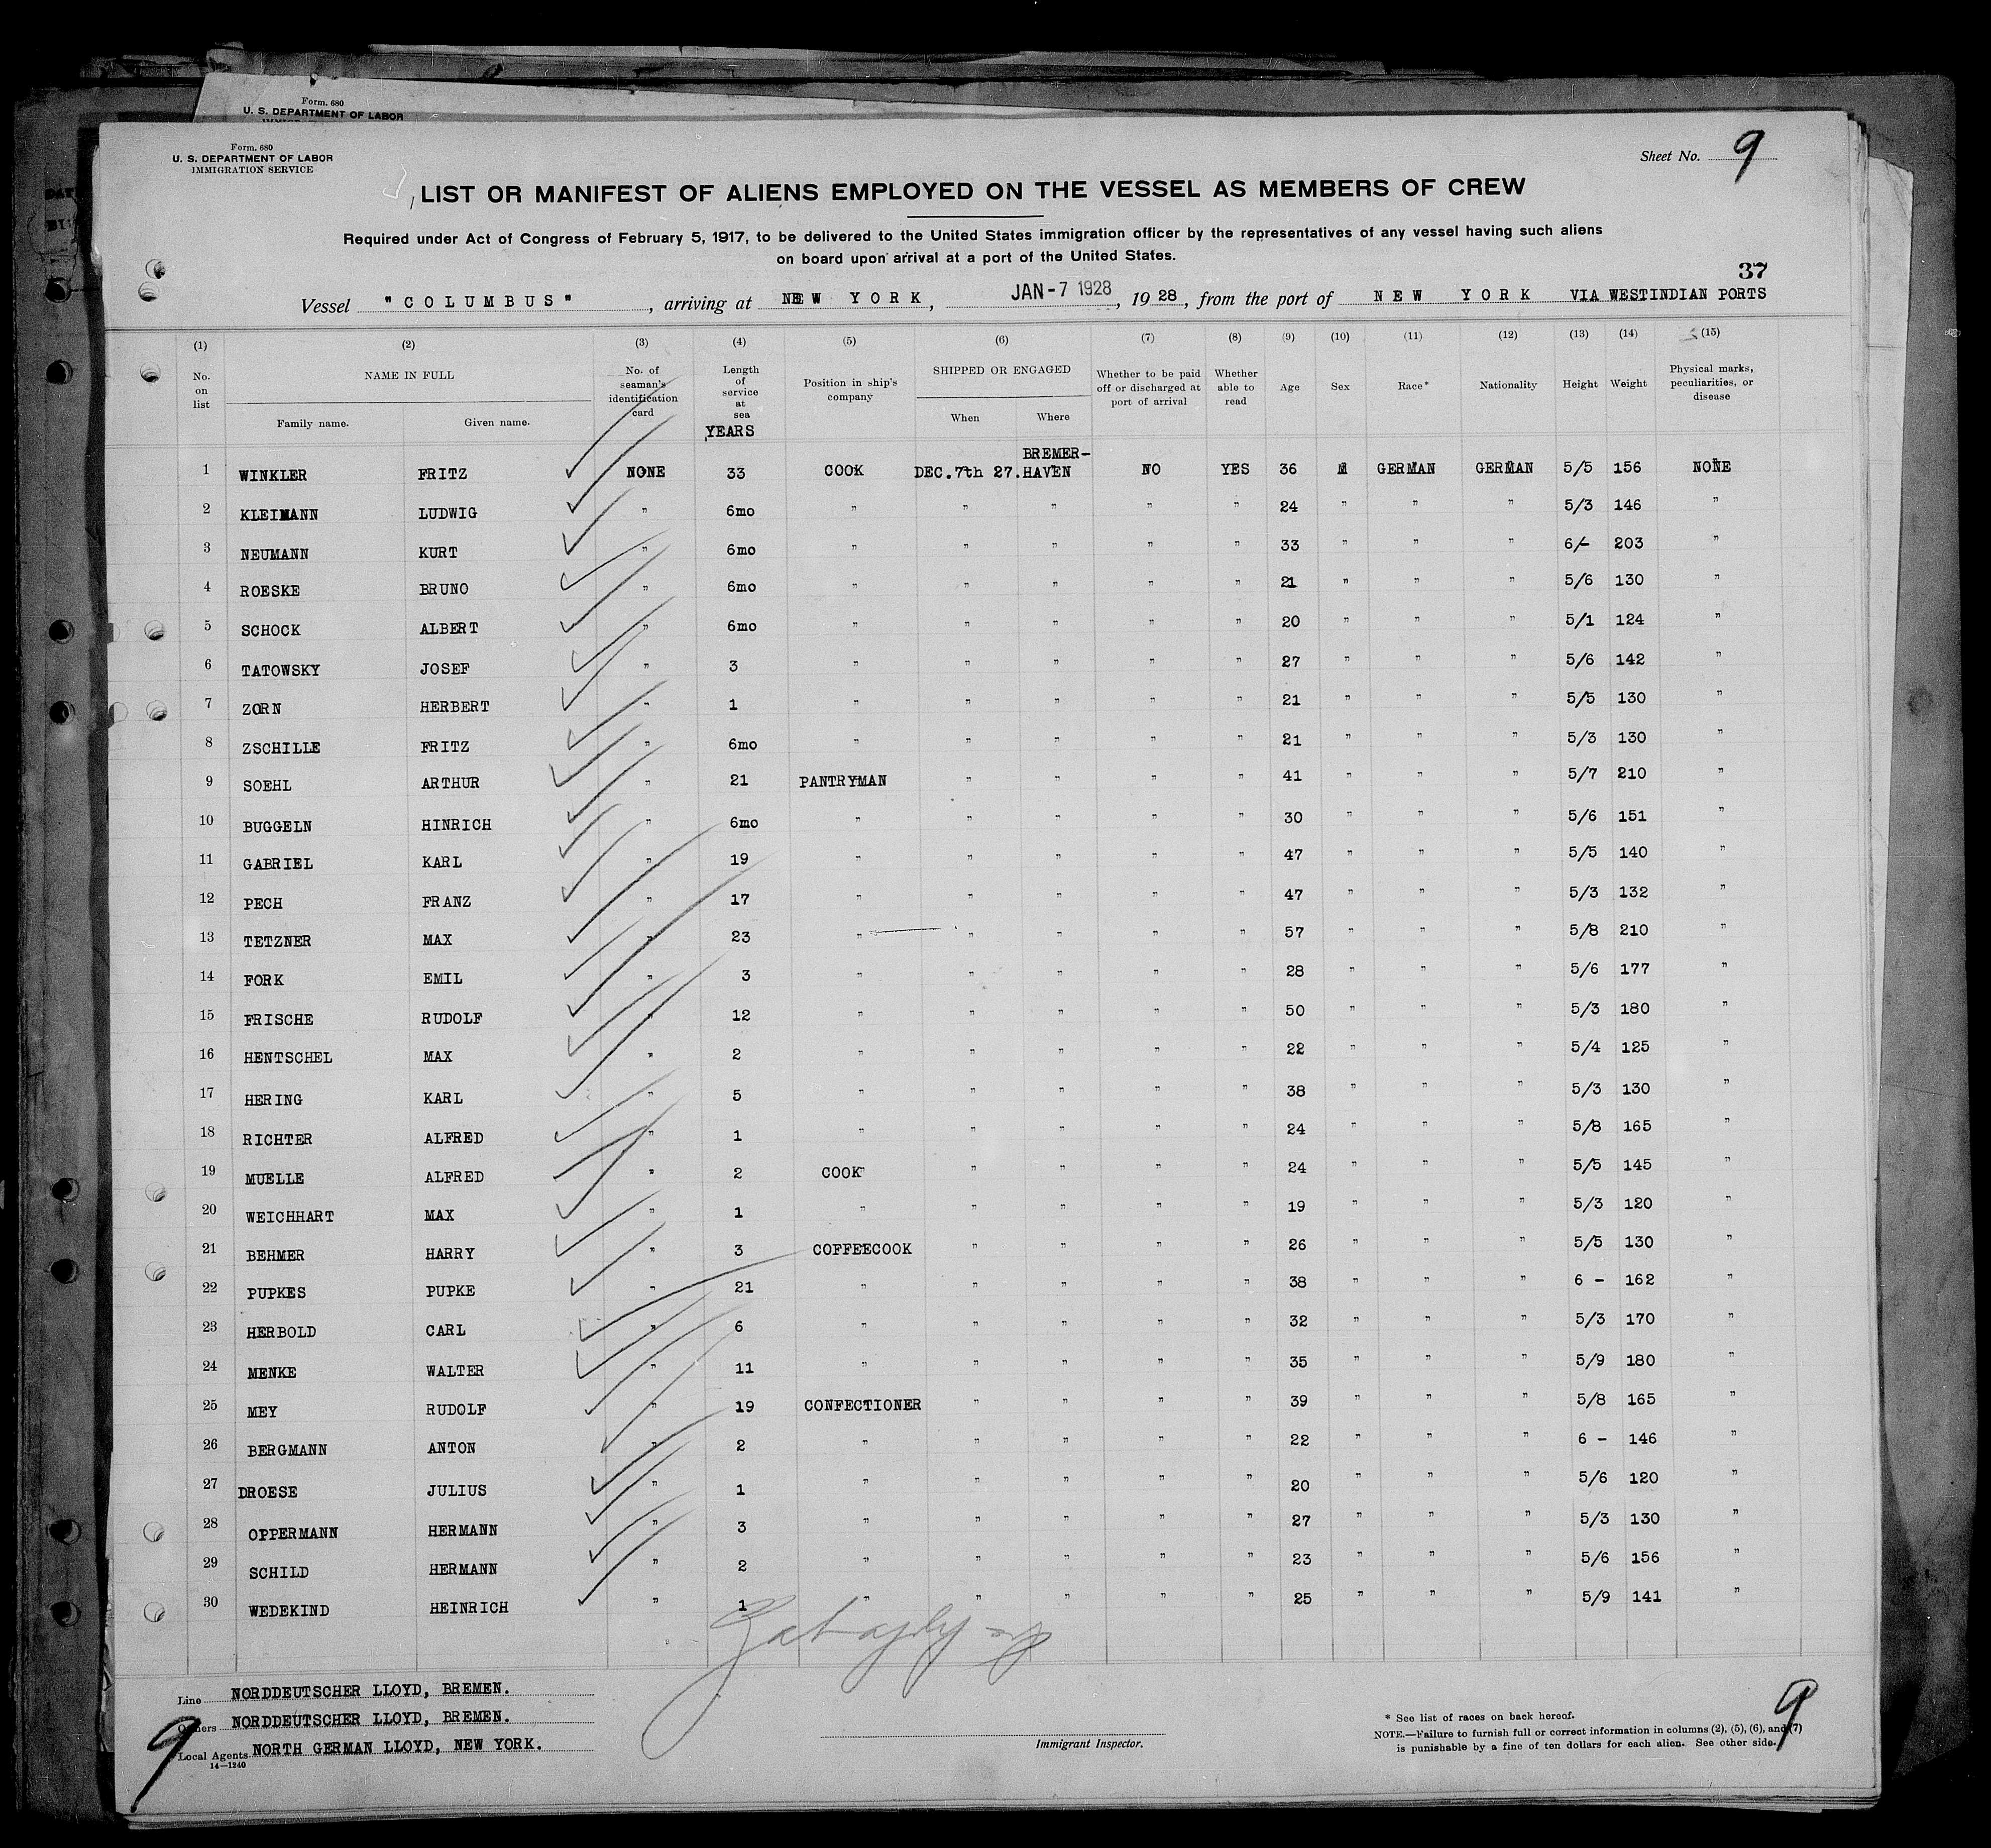 Form. 680
U. S. DEPARTMENT OF LABOR
Form. 680
U. S. DEPARTMENT OF LABOR
IMMIGRATION SERVICE
Sheet No. 9
LIST OR MANIFEST OF ALIENS EMPLOYED ON THE VESSEL AS MEMBERS OF CREW
Required under Act of Congress of February 5, 1917, to be delivered to the United States immigration officer by the representatives of any vessel having such aliens
on board upon arrival at a port of the United States.
37
Vessel "COLUMBUS", arriving at NEW YORK, JAN-7 1928, 1928, from the port of NEW YORK VIA WESTINDIAN PORTS
(1) (2) (3) (4) (5) (6) (7) (8) (9) (10) (11) (12) (13) (14) (15)
No. on list NAME IN FULL Family name. Given name. No. of seaman's identification card Length of service at sea YEARS Position in ship's company SHIPPED OR ENGAGED When Where Whether to be paid off or discharged at port of arrival Whether able to read Age Sex Race* Nationality Height Weight Physical marks, peculiarities, or disease
1 WINKLER FRITZ NONE 33 COOK DEC.7th 27. BREMER-HAVEN NO YES 36 M GERMAN GERMAN 5/5 156 NONE
2 KLEIMANN LUDWIG " 6mo " " " " " 24 " " " 5/3 146 "
3 NEUMANN KURT " 6mo " " " " " 33 " " " 6/- 203 "
4 ROESKE BRUNO " 6mo " " " " " 21 " " " 5/6 130 "
5 SCHOCK ALBERT " 6mo " " " " " 20 " " " 5/1 124 "
6 TATOWSKY JOSEF " 3 " " " " " 27 " " " 5/6 142 "
7 ZORN HERBERT " 1 " " " " " 21 " " " 5/5 130 "
8 ZSCHILLE FRITZ " 6mo " " " " " 21 " " " 5/3 130 "
9 SOEHL ARTHUR " 21 PANTRYMAN " " " " 41 " " " 5/7 210 "
10 BUGGELN HINRICH " 6mo " " " " " 30 " " " 5/6 151 "
11 GABRIEL KARL " 19 " " " " " 47 " " " 5/5 140 "
12 PECH FRANZ " 17 " " " " " 47 " " " 5/3 132 "
13 TETZNER MAX " 23 " " " " " 57 " " " 5/8 210 "
14 FORK EMIL " 3 " " " " " 28 " " " 5/6 177 "
15 FRISCHE RUDOLF " 12 " " " " " 50 " " " 5/3 180 "
16 HENTSCHEL MAX " 2 " " " " " 22 " " " 5/4 125 "
17 HERING KARL " 5 " " " " " 38 " " " 5/3 130 "
18 RICHTER ALFRED " 1 " " " " " 24 " " " 5/8 165 "
19 MUELLE ALFRED " 2 COOK " " " " 24 " " " 5/5 145 "
20 WEICHHART MAX " 1 " " " " " 19 " " " 5/3 120 "
21 BEHMER HARRY " 3 COFFEECOOK " " " " 26 " " " 5/5 130 "
22 PUPKES PUPKE " 21 " " " " " 38 " " " 6 - 162 "
23 HERBOLD CARL " 6 " " " " " 32 " " " 5/3 170 "
24 MENKE WALTER " 11 " " " " " 35 " " " 5/9 180 "
25 MEY RUDOLF " 19 CONFECTIONER " " " " 39 " " " 5/8 165 "
26 BERGMANN ANTON " 2 " " " " " 22 " " " 6 - 146 "
27 DROESE JULIUS " 1 " " " " " 20 " " " 5/6 120 "
28 OPPERMANN HERMANN " 3 " " " " " 27 " " " 5/3 130 "
29 SCHILD HERMANN " 2 " " " " " 23 " " " 5/6 156 "
30 WEDEKIND HEINRICH " 1 " " " " " 25 " " " 5/9 141 "
Line NORDDEUTSCHER LLOYD, BREMEN.
Owners NORDDEUTSCHER LLOYD, BREMEN.
Local Agents NORTH GERMAN LLOYD, NEW YORK.
14—1240
9
Immigrant Inspector.
* See list of races on back hereof.
NOTE.—Failure to furnish full or correct information in columns (2), (5), (6), and (7)
is punishable by a fine of ten dollars for each alien. See other side.
9